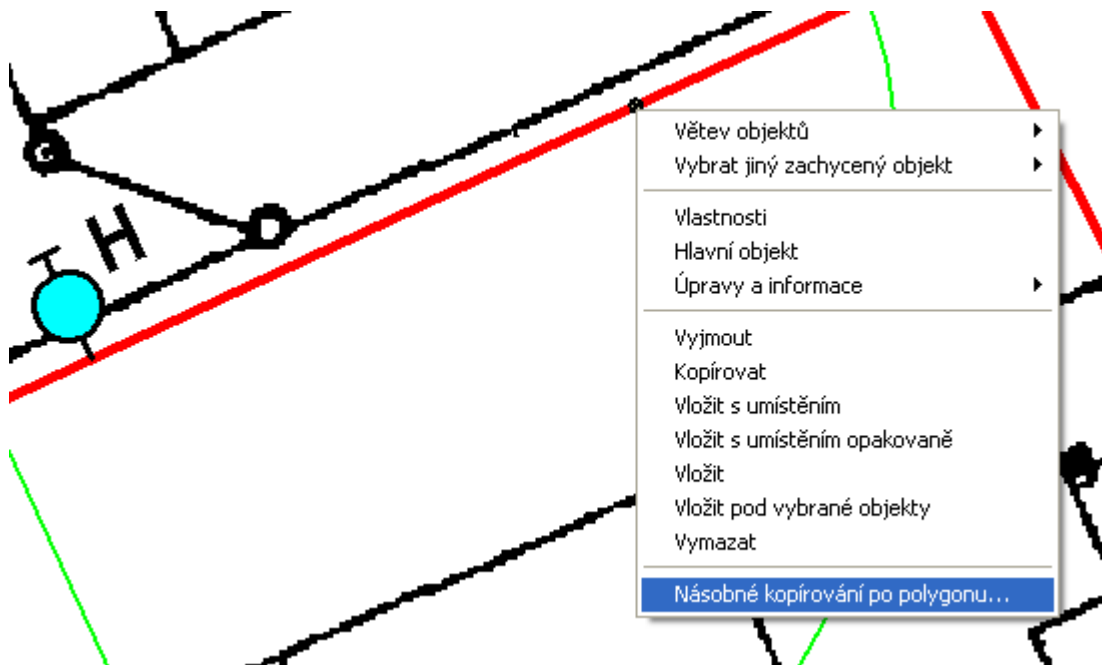 H
Větev objektů
Vybrat jiný zachycený objekt
Vlastnosti
Hlavní objekt
Úpravy a informace
Vyjmout
Kopírovat
Vložit s umístěním
Vložit s umístěním opakovaně
Vložit
Vložit pod vybrané objekty
Vymazat
Násobné kopírování po polygonu...